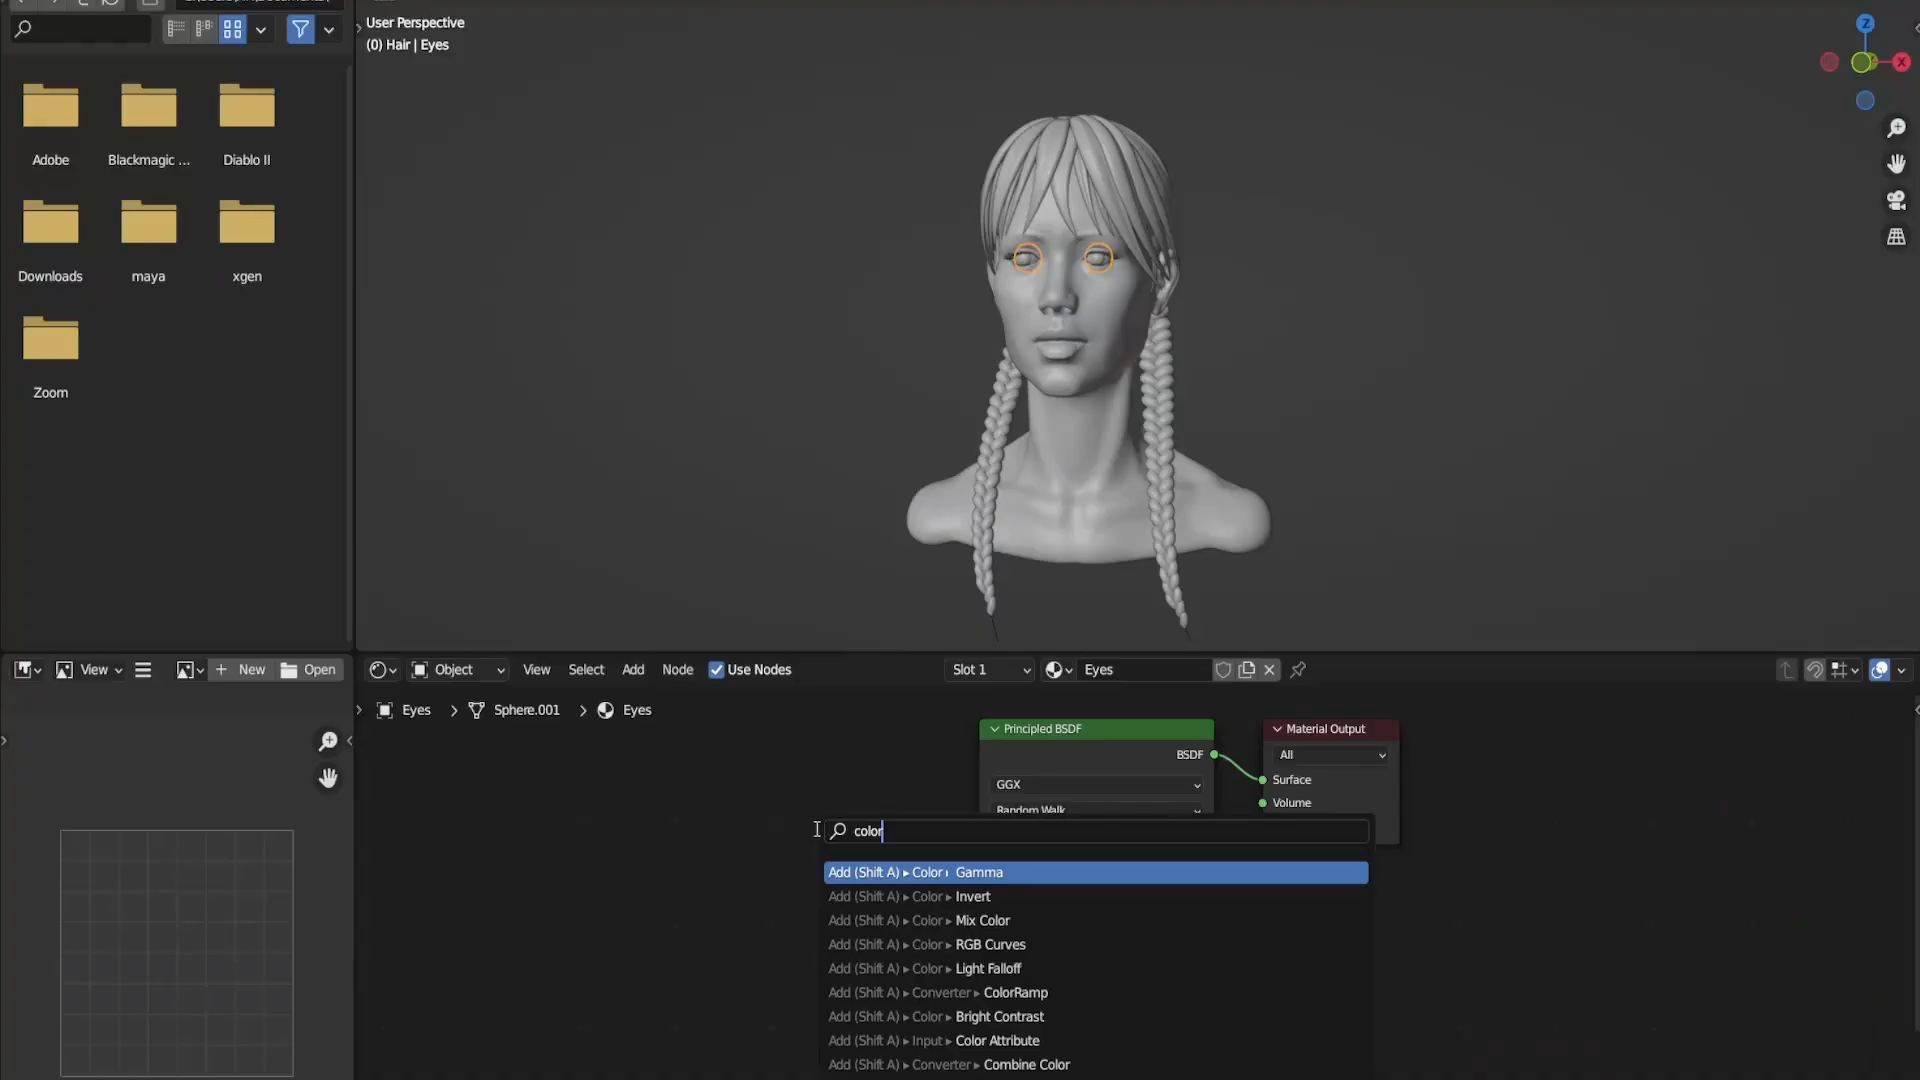 User Perspective
(0) Hair | Eyes
Z
X
Adobe
Blackmagic ...
Diablo II
Downloads
maya
xgen
Zoom
View
New
Open
Object
View
Select
Add
Node
Use Nodes
Slot 1
Eyes
Eyes
Sphere.001
Eyes
Principled BSDF
BSDF
GGX
Random Walk
Material Output
All
Surface
Volume
color
Add (Shift A) ▸ Color ▸ Gamma
Add (Shift A) ▸ Color ▸ Invert
Add (Shift A) ▸ Color ▸ Mix Color
Add (Shift A) ▸ Color ▸ RGB Curves
Add (Shift A) ▸ Color ▸ Light Falloff
Add (Shift A) ▸ Converter ▸ ColorRamp
Add (Shift A) ▸ Color ▸ Bright Contrast
Add (Shift A) ▸ Input ▸ Color Attribute
Add (Shift A) ▸ Converter ▸ Combine Color